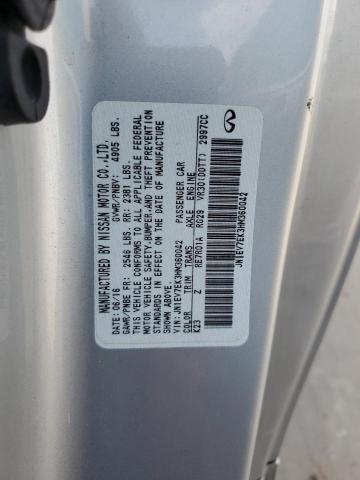 MANUFACTURED BY NISSAN MOTOR CO.,LTD.
DATE: 06/16 GVWR/PNBV: 4905 LBS.
GAWR/PNBE FR: 2546 LBS. RR: 2381 LBS.
THIS VEHICLE CONFORMS TO ALL APPLICABLE FEDERAL
MOTOR VEHICLE SAFETY,BUMPER,AND THEFT PREVENTION
STANDARDS IN EFFECT ON THE DATE OF MANUFACTURE
SHOWN ABOVE.
VIN: JN1EV7EK3HM360042 PASSENGER CAR
COLOR TRIM TRANS AXLE ENGINE
K23 Z RE7R01A RG29 VR30(DDTT) 2997CC
JN1EV7EK3HM360042